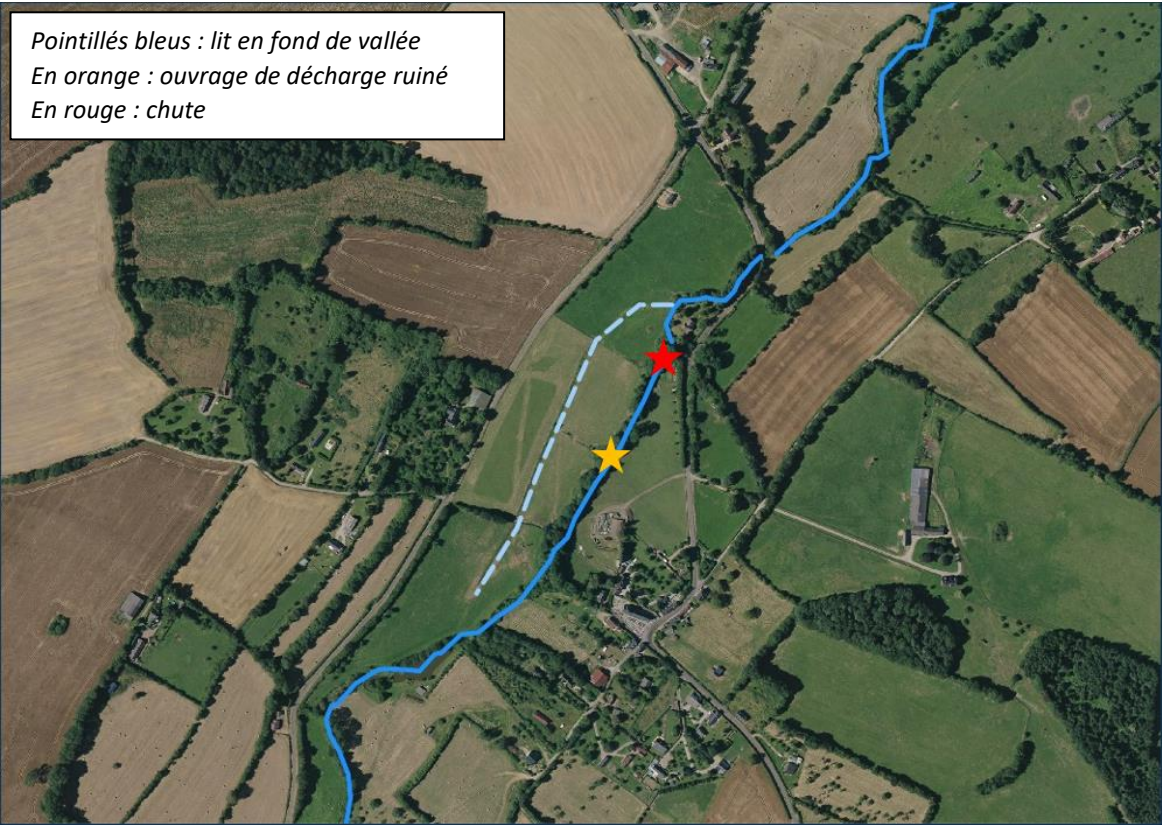 Pointillés bleus : lit en fond de vallée
En orange : ouvrage de décharge ruiné
En rouge : chute